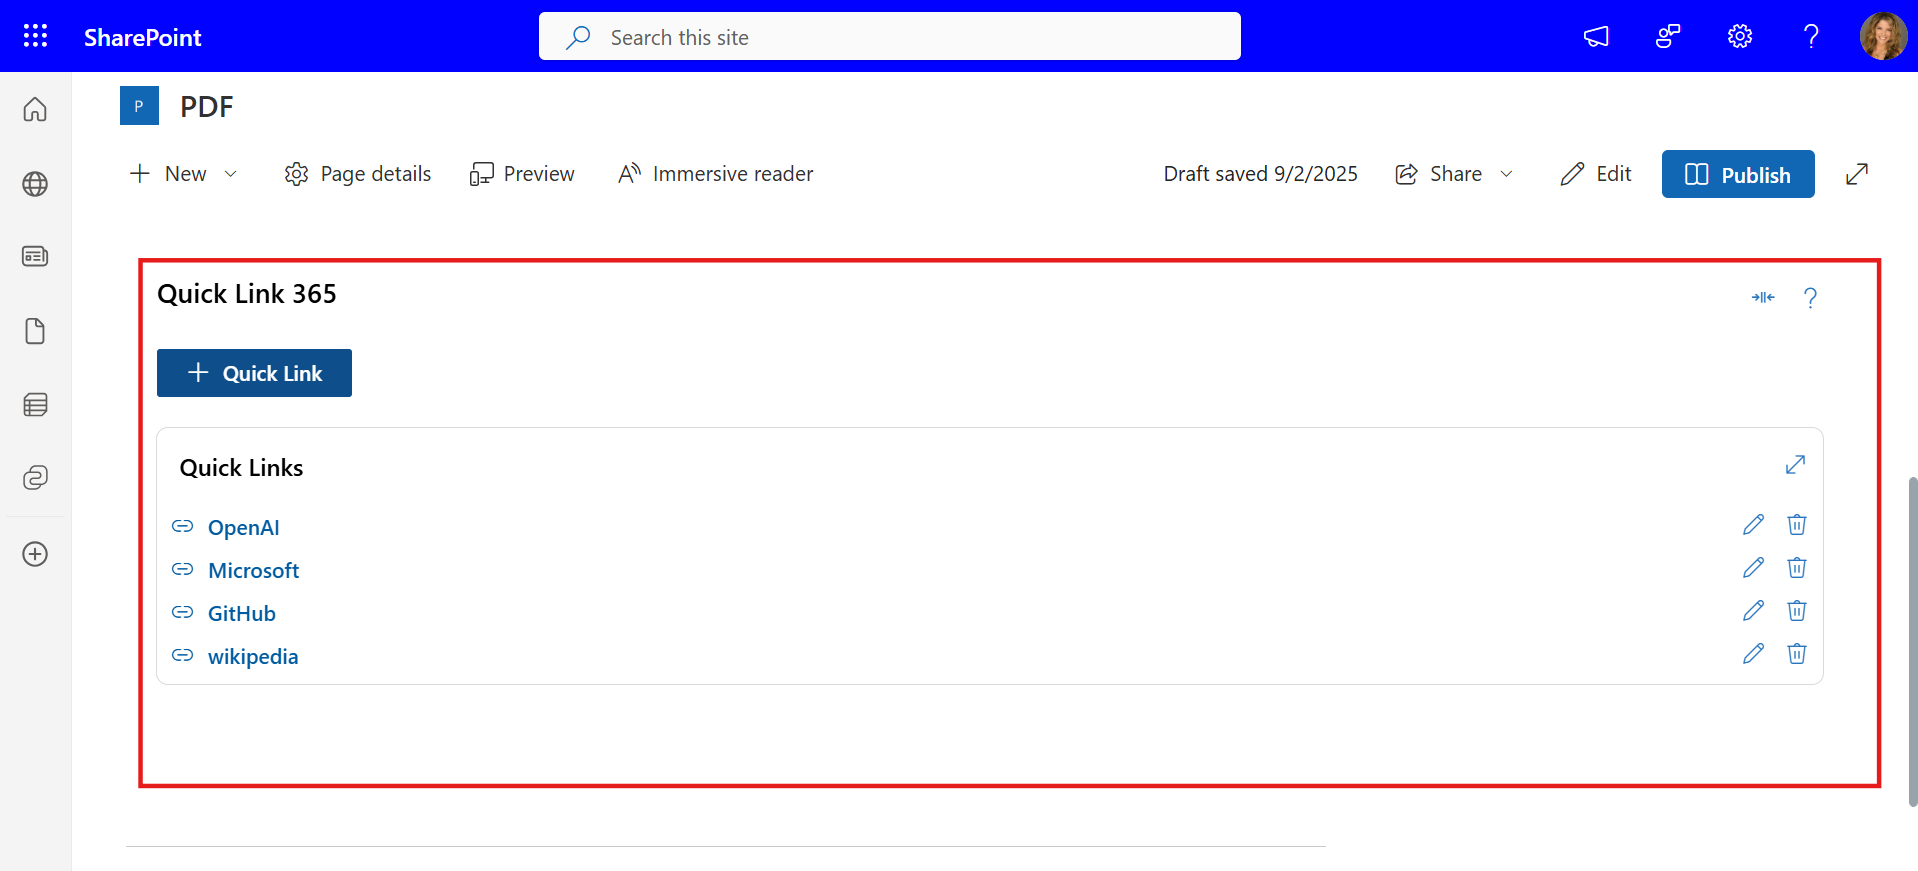 SharePoint
Search this site
P
PDF
New
Page details
Preview
Immersive reader
Draft saved 9/2/2025
Share
Edit
Publish
Quick Link 365
Quick Link
Quick Links
OpenAI
Microsoft
GitHub
wikipedia